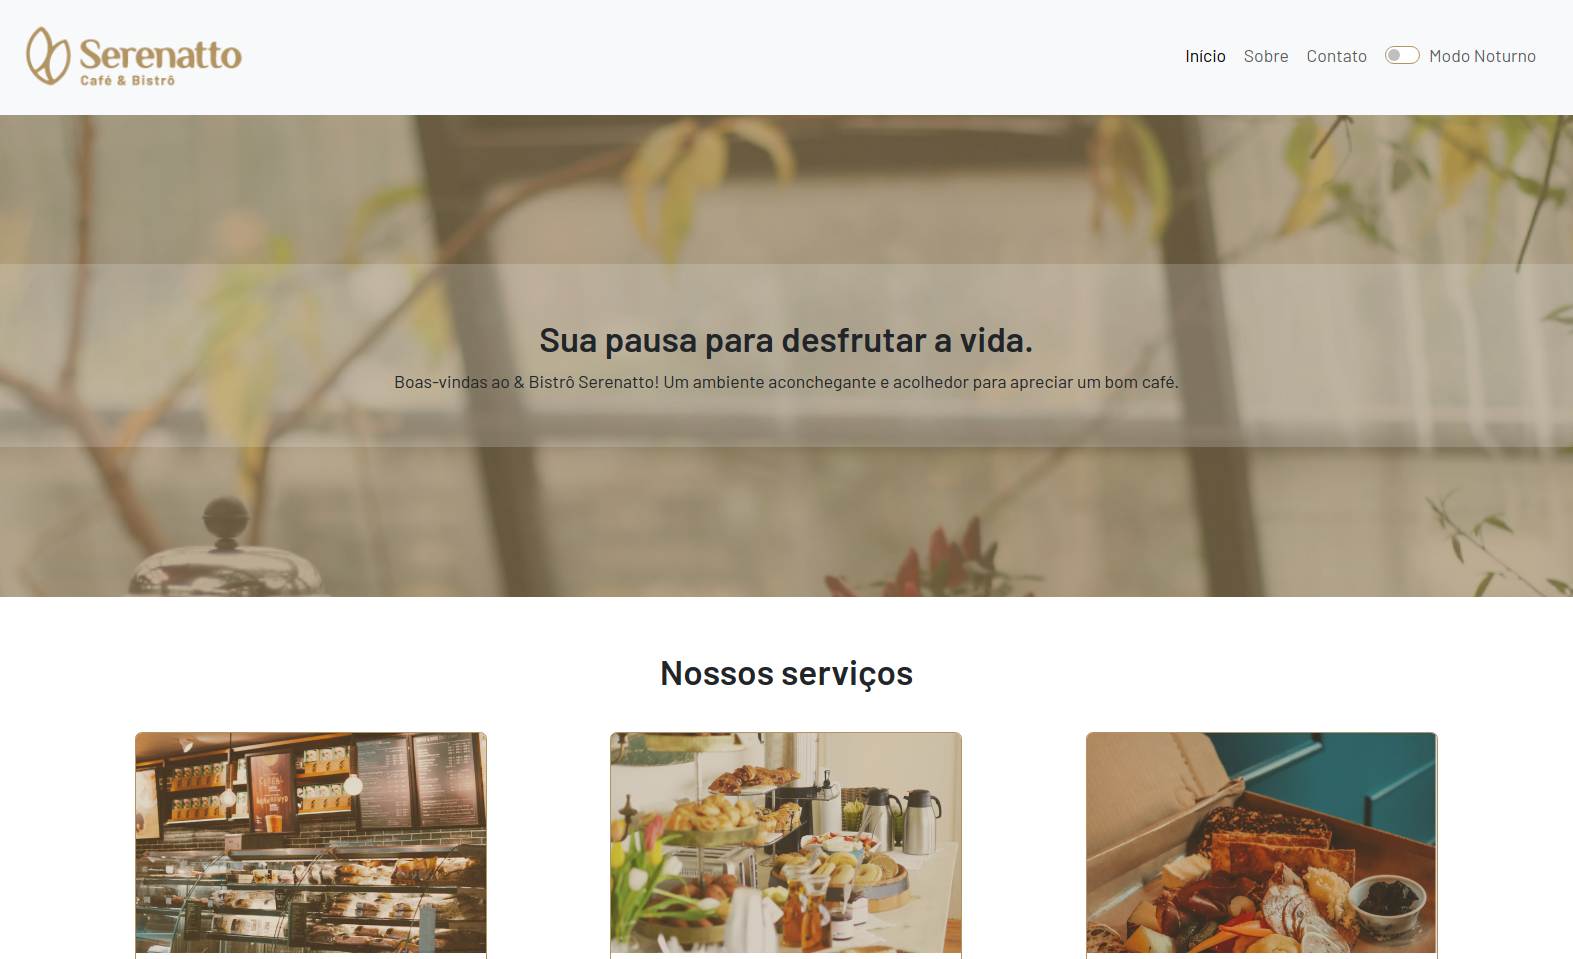 Serenatto
Café & Bistrô
Início Sobre Contato Modo Noturno
Sua pausa para desfrutar a vida.
Boas-vindas ao & Bistrô Serenatto! Um ambiente aconchegante e acolhedor para apreciar um bom café.
Nossos serviços